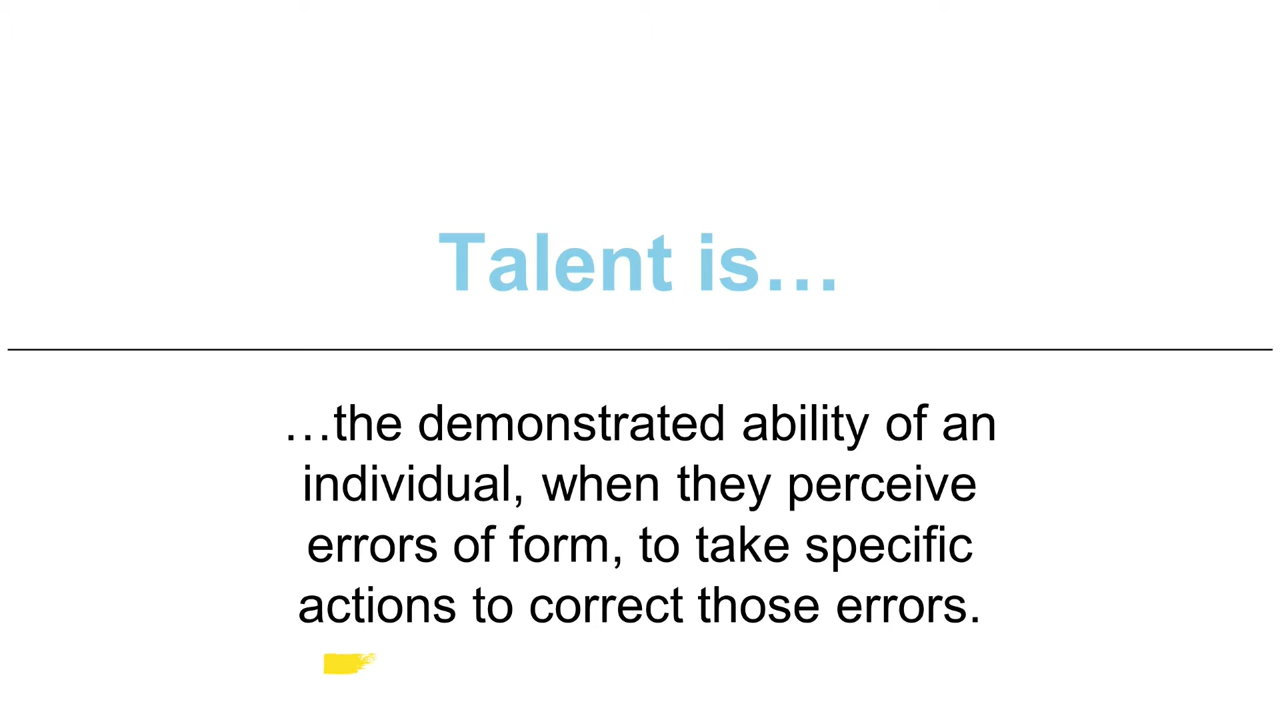 Talent is…
…the demonstrated ability of an
individual, when they perceive
errors of form, to take specific
actions to correct those errors.